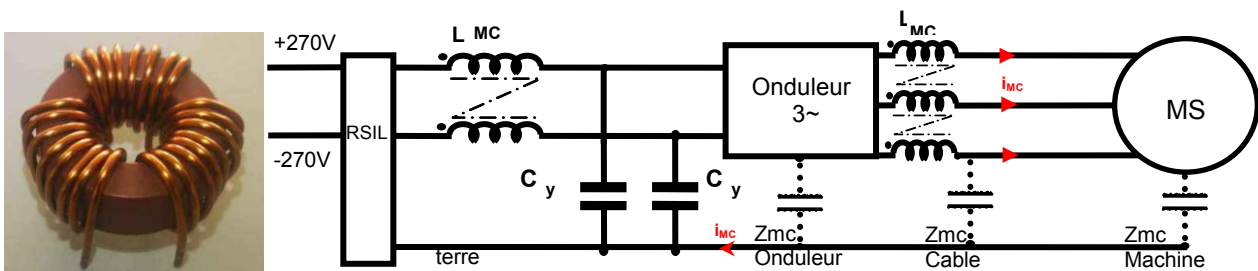 +270V
-270V
RSIL
L MC
C y
C y
terre
Onduleur
3~
L MC
i MC
i MC
MS
Zmc
Onduleur
Zmc
Cable
Zmc
Machine